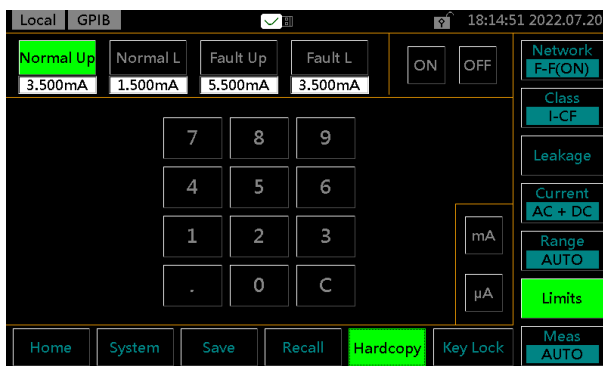 Local GPIB 18:14:51 2022.07.20
Normal Up Normal L Fault Up Fault L ON OFF
3.500mA 1.500mA 5.500mA 3.500mA
Network
F-F(ON)
Class
I-CF
Leakage
Current
AC + DC
Range
AUTO
Limits
Meas
AUTO
7 8 9
4 5 6
1 2 3 mA
. 0 C µA
Home System Save Recall Hardcopy Key Lock